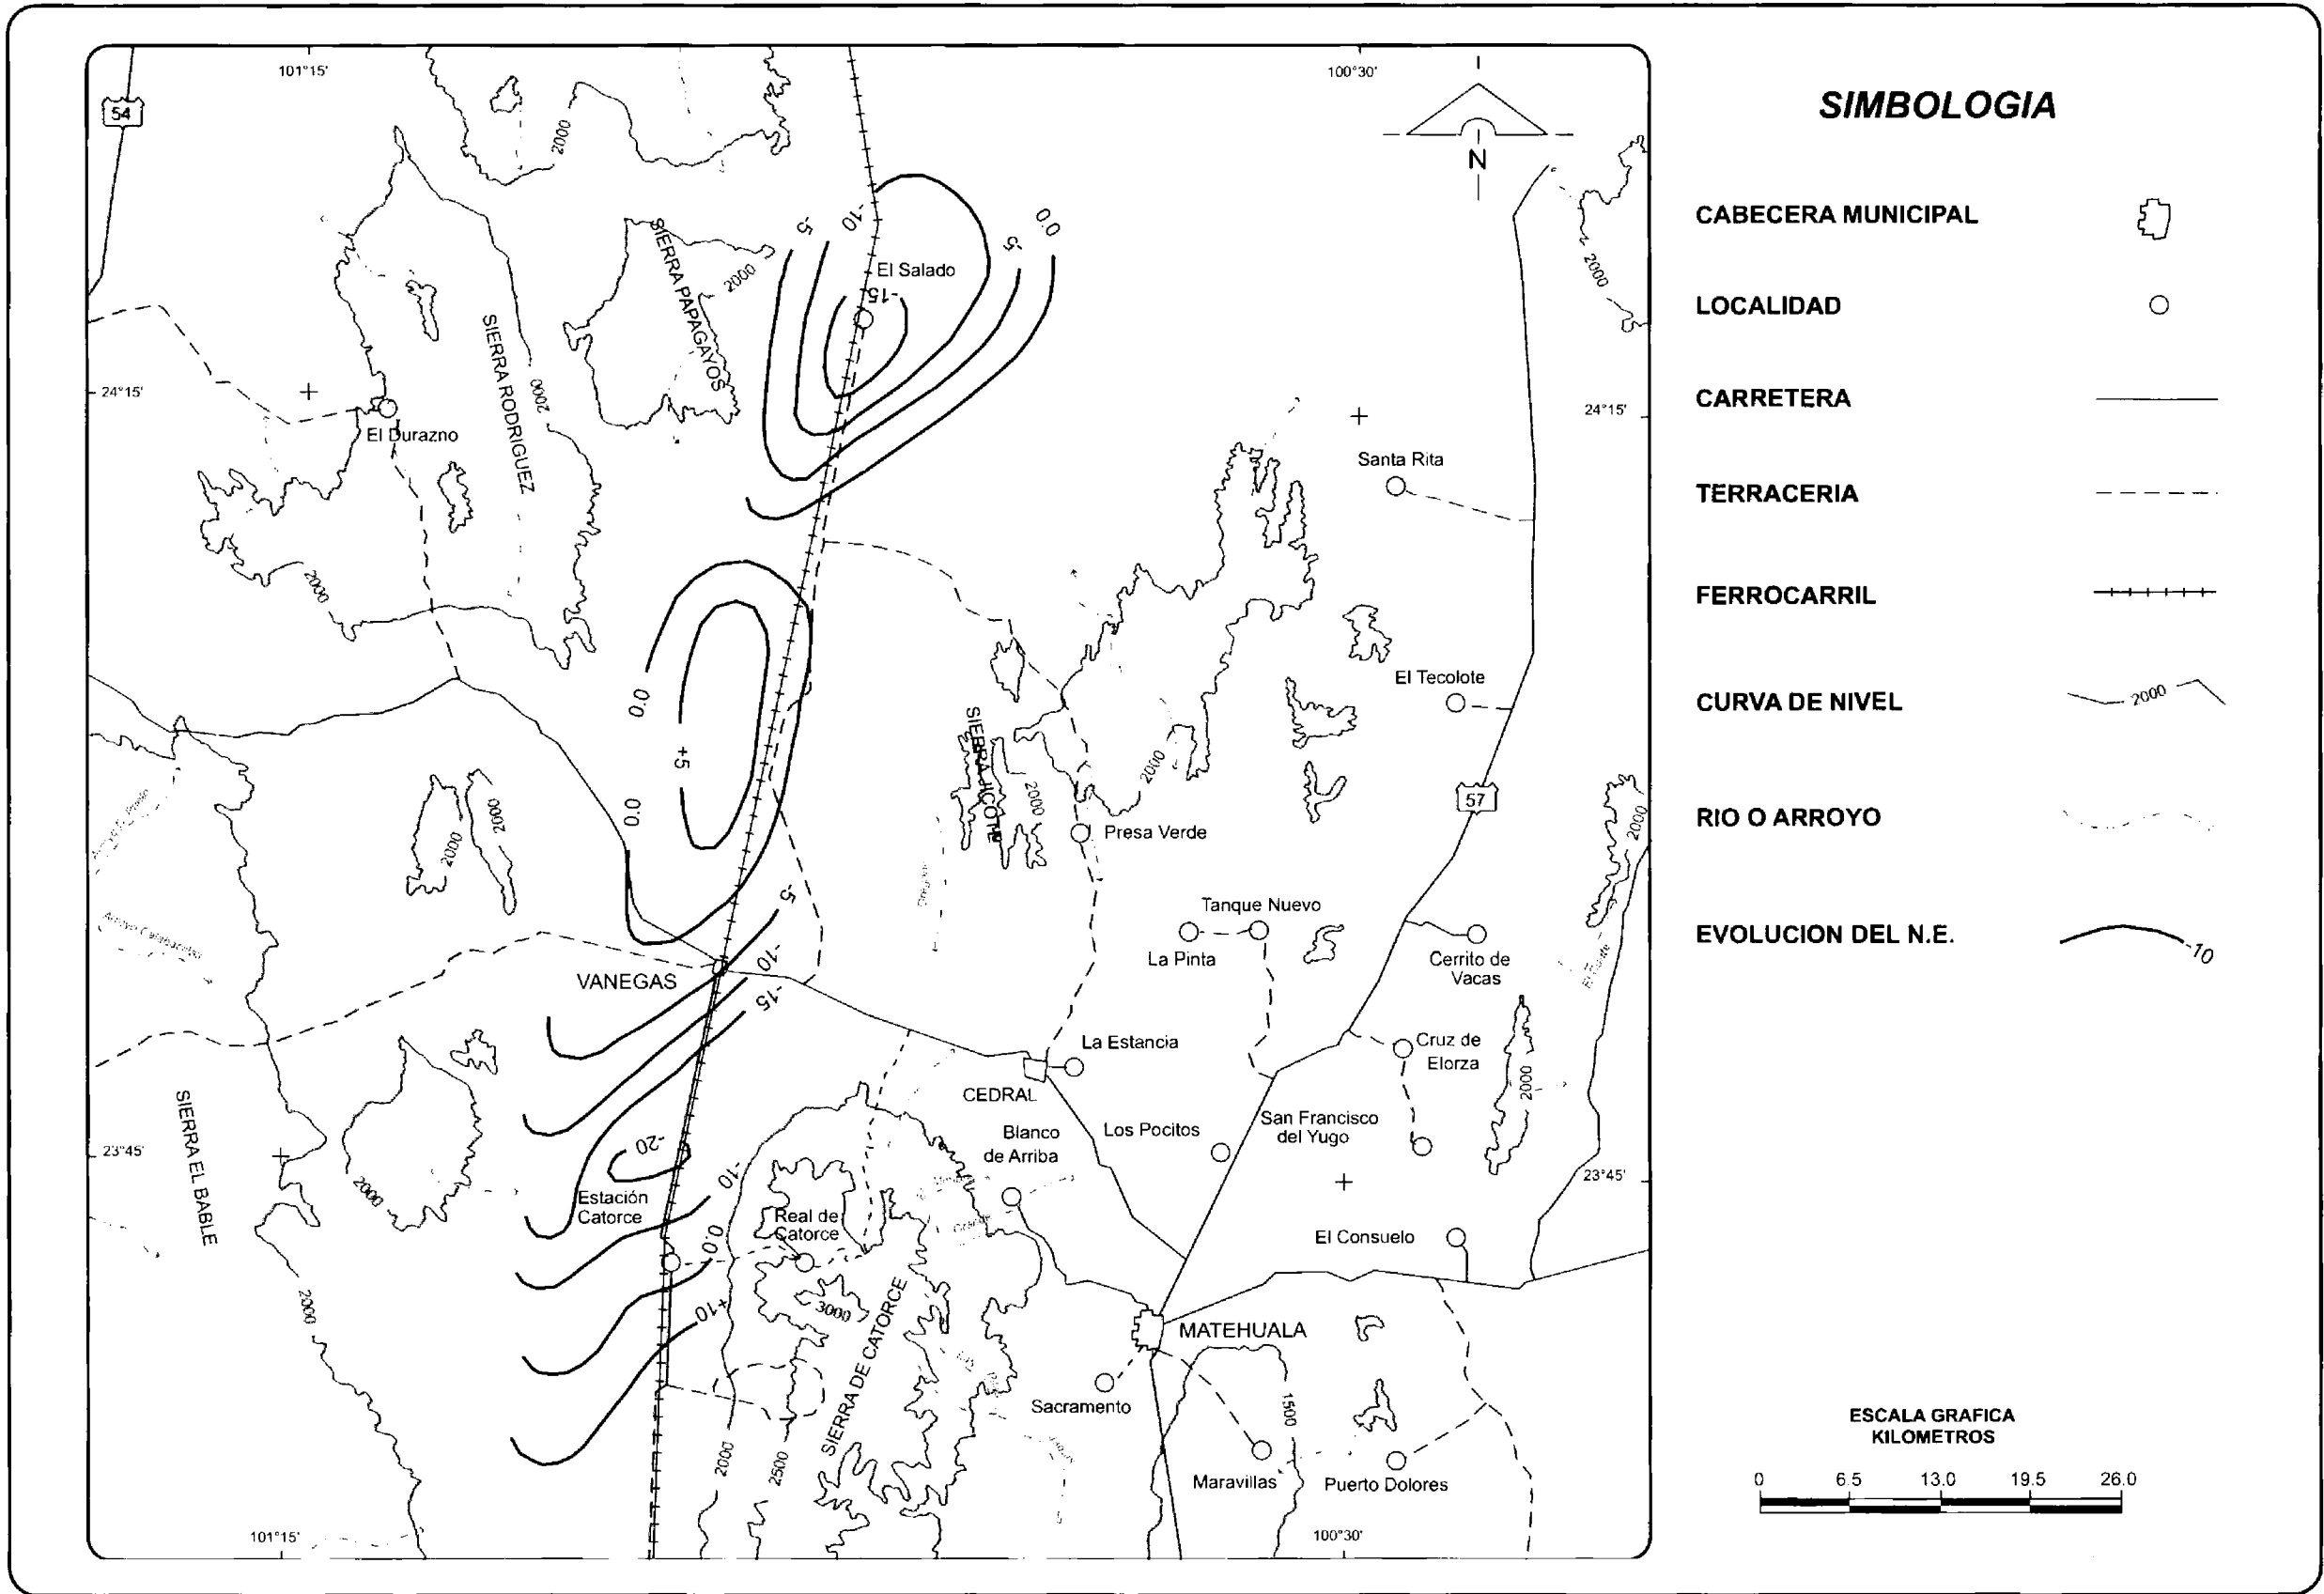 101°15'
100°30'
54
SIMBOLOGIA
2000
N
CABECERA MUNICIPAL
-10
-5
0.0
-5
SIERRA PAPAGAYOS
2000
El Salado
2000
-15
LOCALIDAD
SIERRA RODRIGUEZ
24°15'
2000
24°15'
CARRETERA
El Durazno
Santa Rita
TERRACERIA
2000
FERROCARRIL
0.0
El Tecolote
CURVA DE NIVEL
2000
+5
SIERRA JICOTE
2000
2000
57
0.0
2000
2000
Presa Verde
2000
RIO O ARROYO
-5
Tanque Nuevo
Arroyo Calabacitas
EVOLUCION DEL N.E.
-10
-10
La Pinta
Cerrito de
Vacas
VANEGAS
-15
La Estancia
Cruz de
Elorza
CEDRAL
2000
SIERRA EL BABLE
San Francisco
del Yugo
Los Pocitos
Blanco
de Arriba
-20
23°45'
23°45'
-10
2000
Estación
Catorce
Real de
Catorce
Grande
0.0
El Consuelo
2000
+10
3000
SIERRA DE CATORCE
MATEHUALA
Sacramento
1500
ESCALA GRAFICA
KILOMETROS
2000
2500
Maravillas
Puerto Dolores
0 6.5 13.0 19.5 26.0
101°15'
100°30'